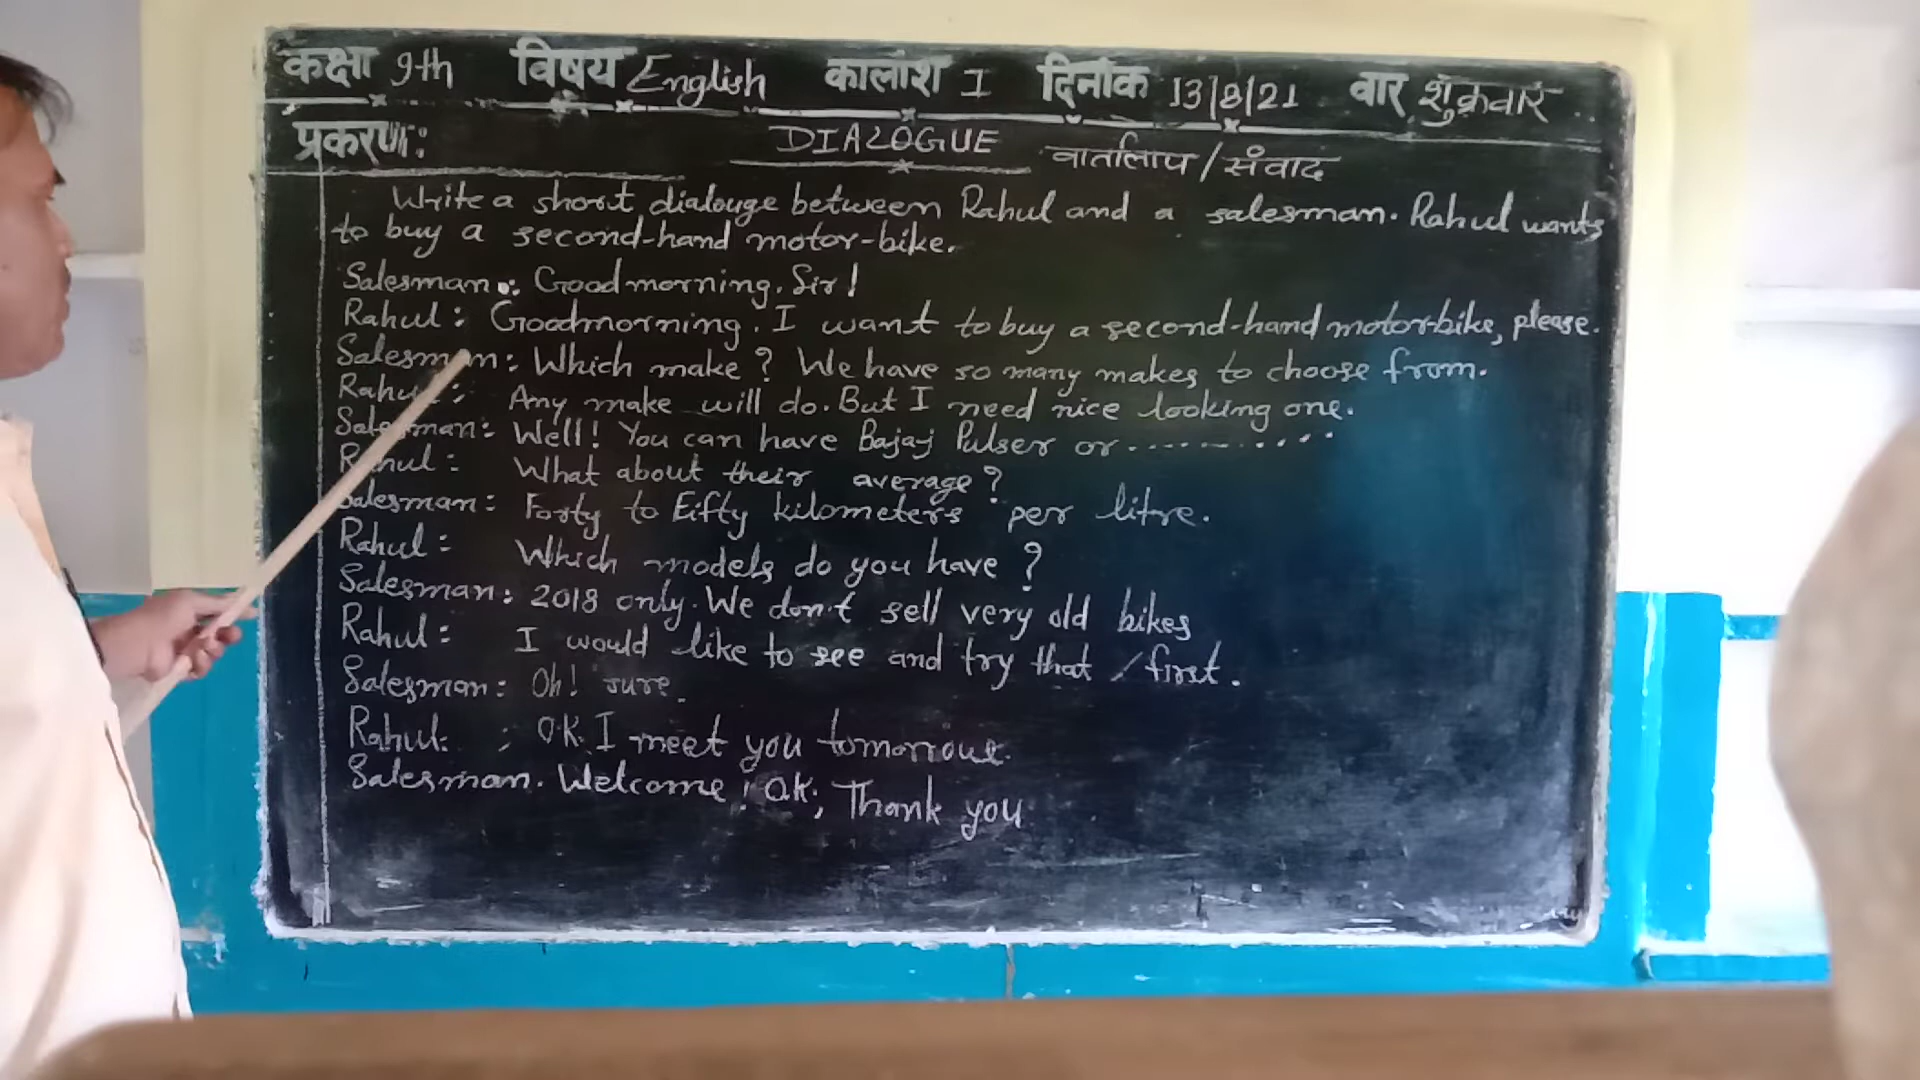 कक्षा 9th विषय English कालांश I दिनांक 13/8/21 वार शुक्रवार
प्रकरण: DIALOGUE वार्तालाप/संवाद
Write a short dialouge between Rahul and a salesman. Rahul wants
to buy a second-hand motor-bike.
Salesman: Good morning. Sir!
Rahul: Goodmorning. I want to buy a second-hand motor-bike, please.
Salesman: Which make? We have so many makes to choose from.
Rahul: Any make will do. But I need nice looking one.
Salesman: Well! You can have Bajaj Pulser or ..........
Rahul: What about their average?
Salesman: Forty to Fifty kilometers per litre.
Rahul: Which models do you have?
Salesman: 2018 only. We don't sell very old bikes
Rahul: I would like to see and try that / first.
Salesman: Oh! sure.
Rahul: O.K. I meet you tomorrow.
Salesman. Welcome! OK; Thank you